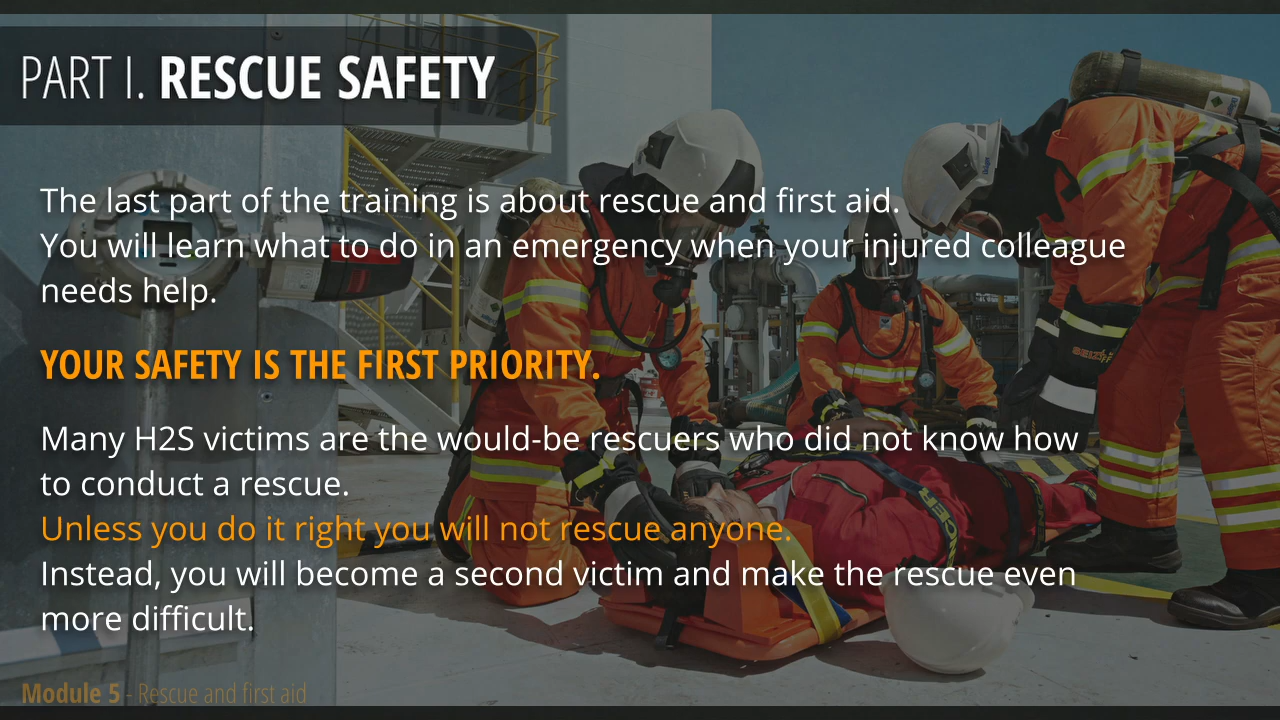 PART I. RESCUE SAFETY
The last part of the training is about rescue and first aid.
You will learn what to do in an emergency when your injured colleague
needs help.
YOUR SAFETY IS THE FIRST PRIORITY.
Many H2S victims are the would-be rescuers who did not know how
to conduct a rescue.
Unless you do it right you will not rescue anyone.
Instead, you will become a second victim and make the rescue even
more difficult.
Module 5 - Rescue and first aid